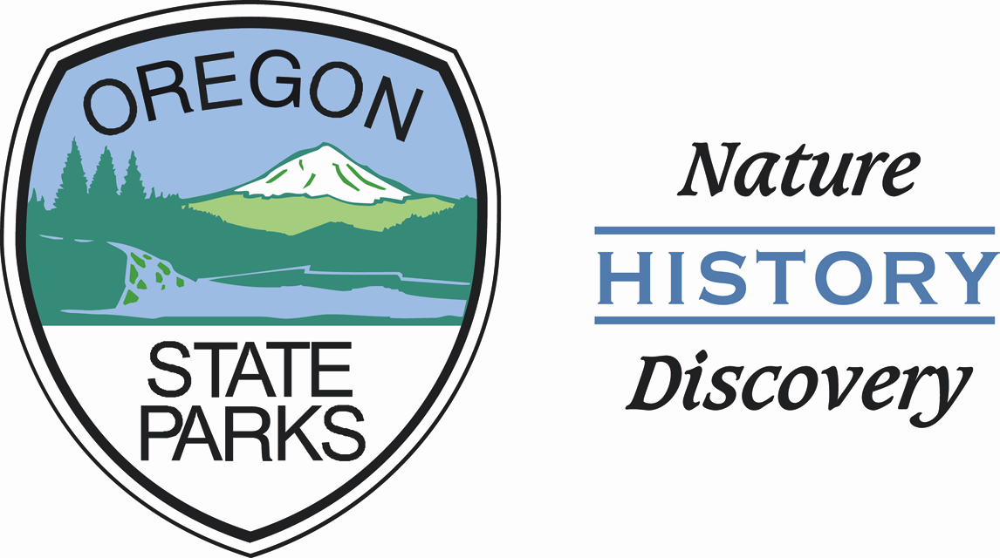 OREGON
STATE
PARKS
Nature
HISTORY
Discovery